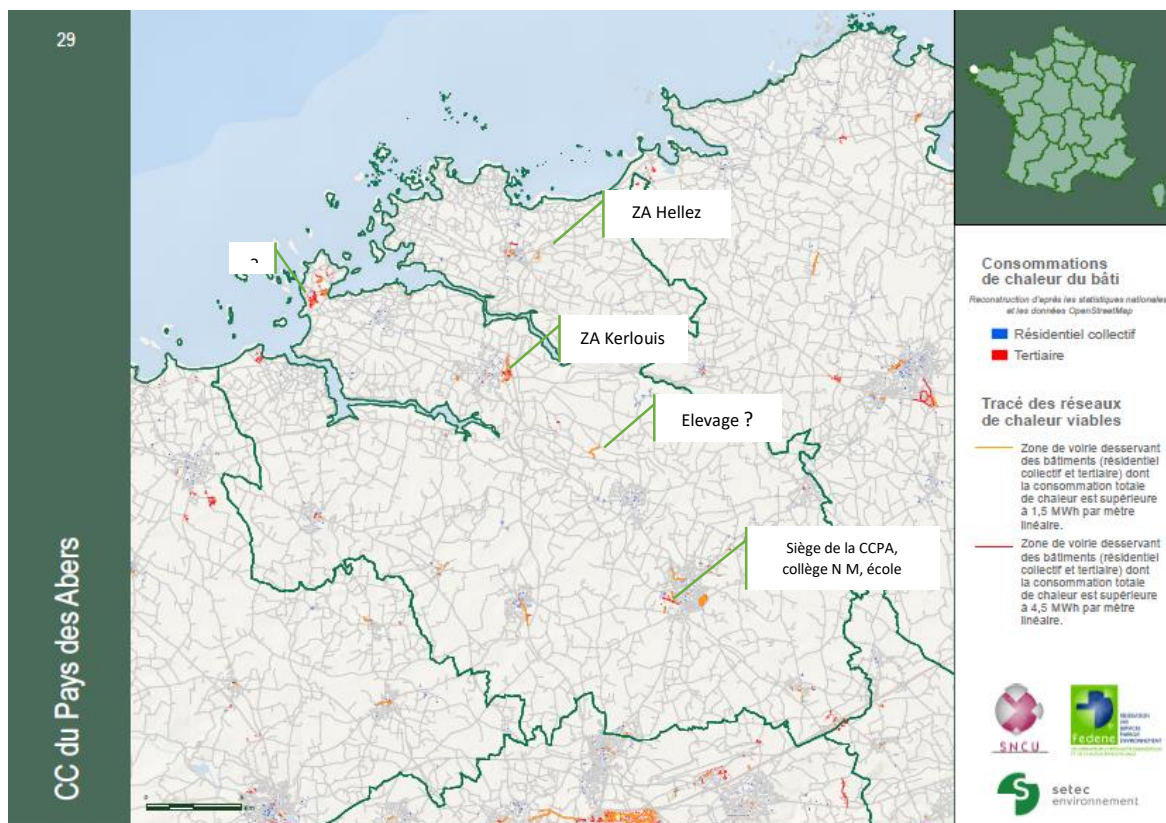 29
CC du Pays des Abers
ZA Hellez
ZA Kerlouis
Elevage ?
Siège de la CCPA,
collège N M, école
Consommations
de chaleur du bâti
Reconstruction d'après les statistiques nationales
et les données OpenStreetMap
Résidentiel collectif
Tertiaire
Tracé des réseaux
de chaleur viables
Zone de voirie desservant
des bâtiments (résidentiel
collectif et tertiaire) dont
la consommation totale
de chaleur est supérieure
à 1,5 MWh par mètre
linéaire.
Zone de voirie desservant
des bâtiments (résidentiel
collectif et tertiaire) dont
la consommation totale
de chaleur est supérieure
à 4,5 MWh par mètre
linéaire.
SNCU
Fedene
setec
environnement